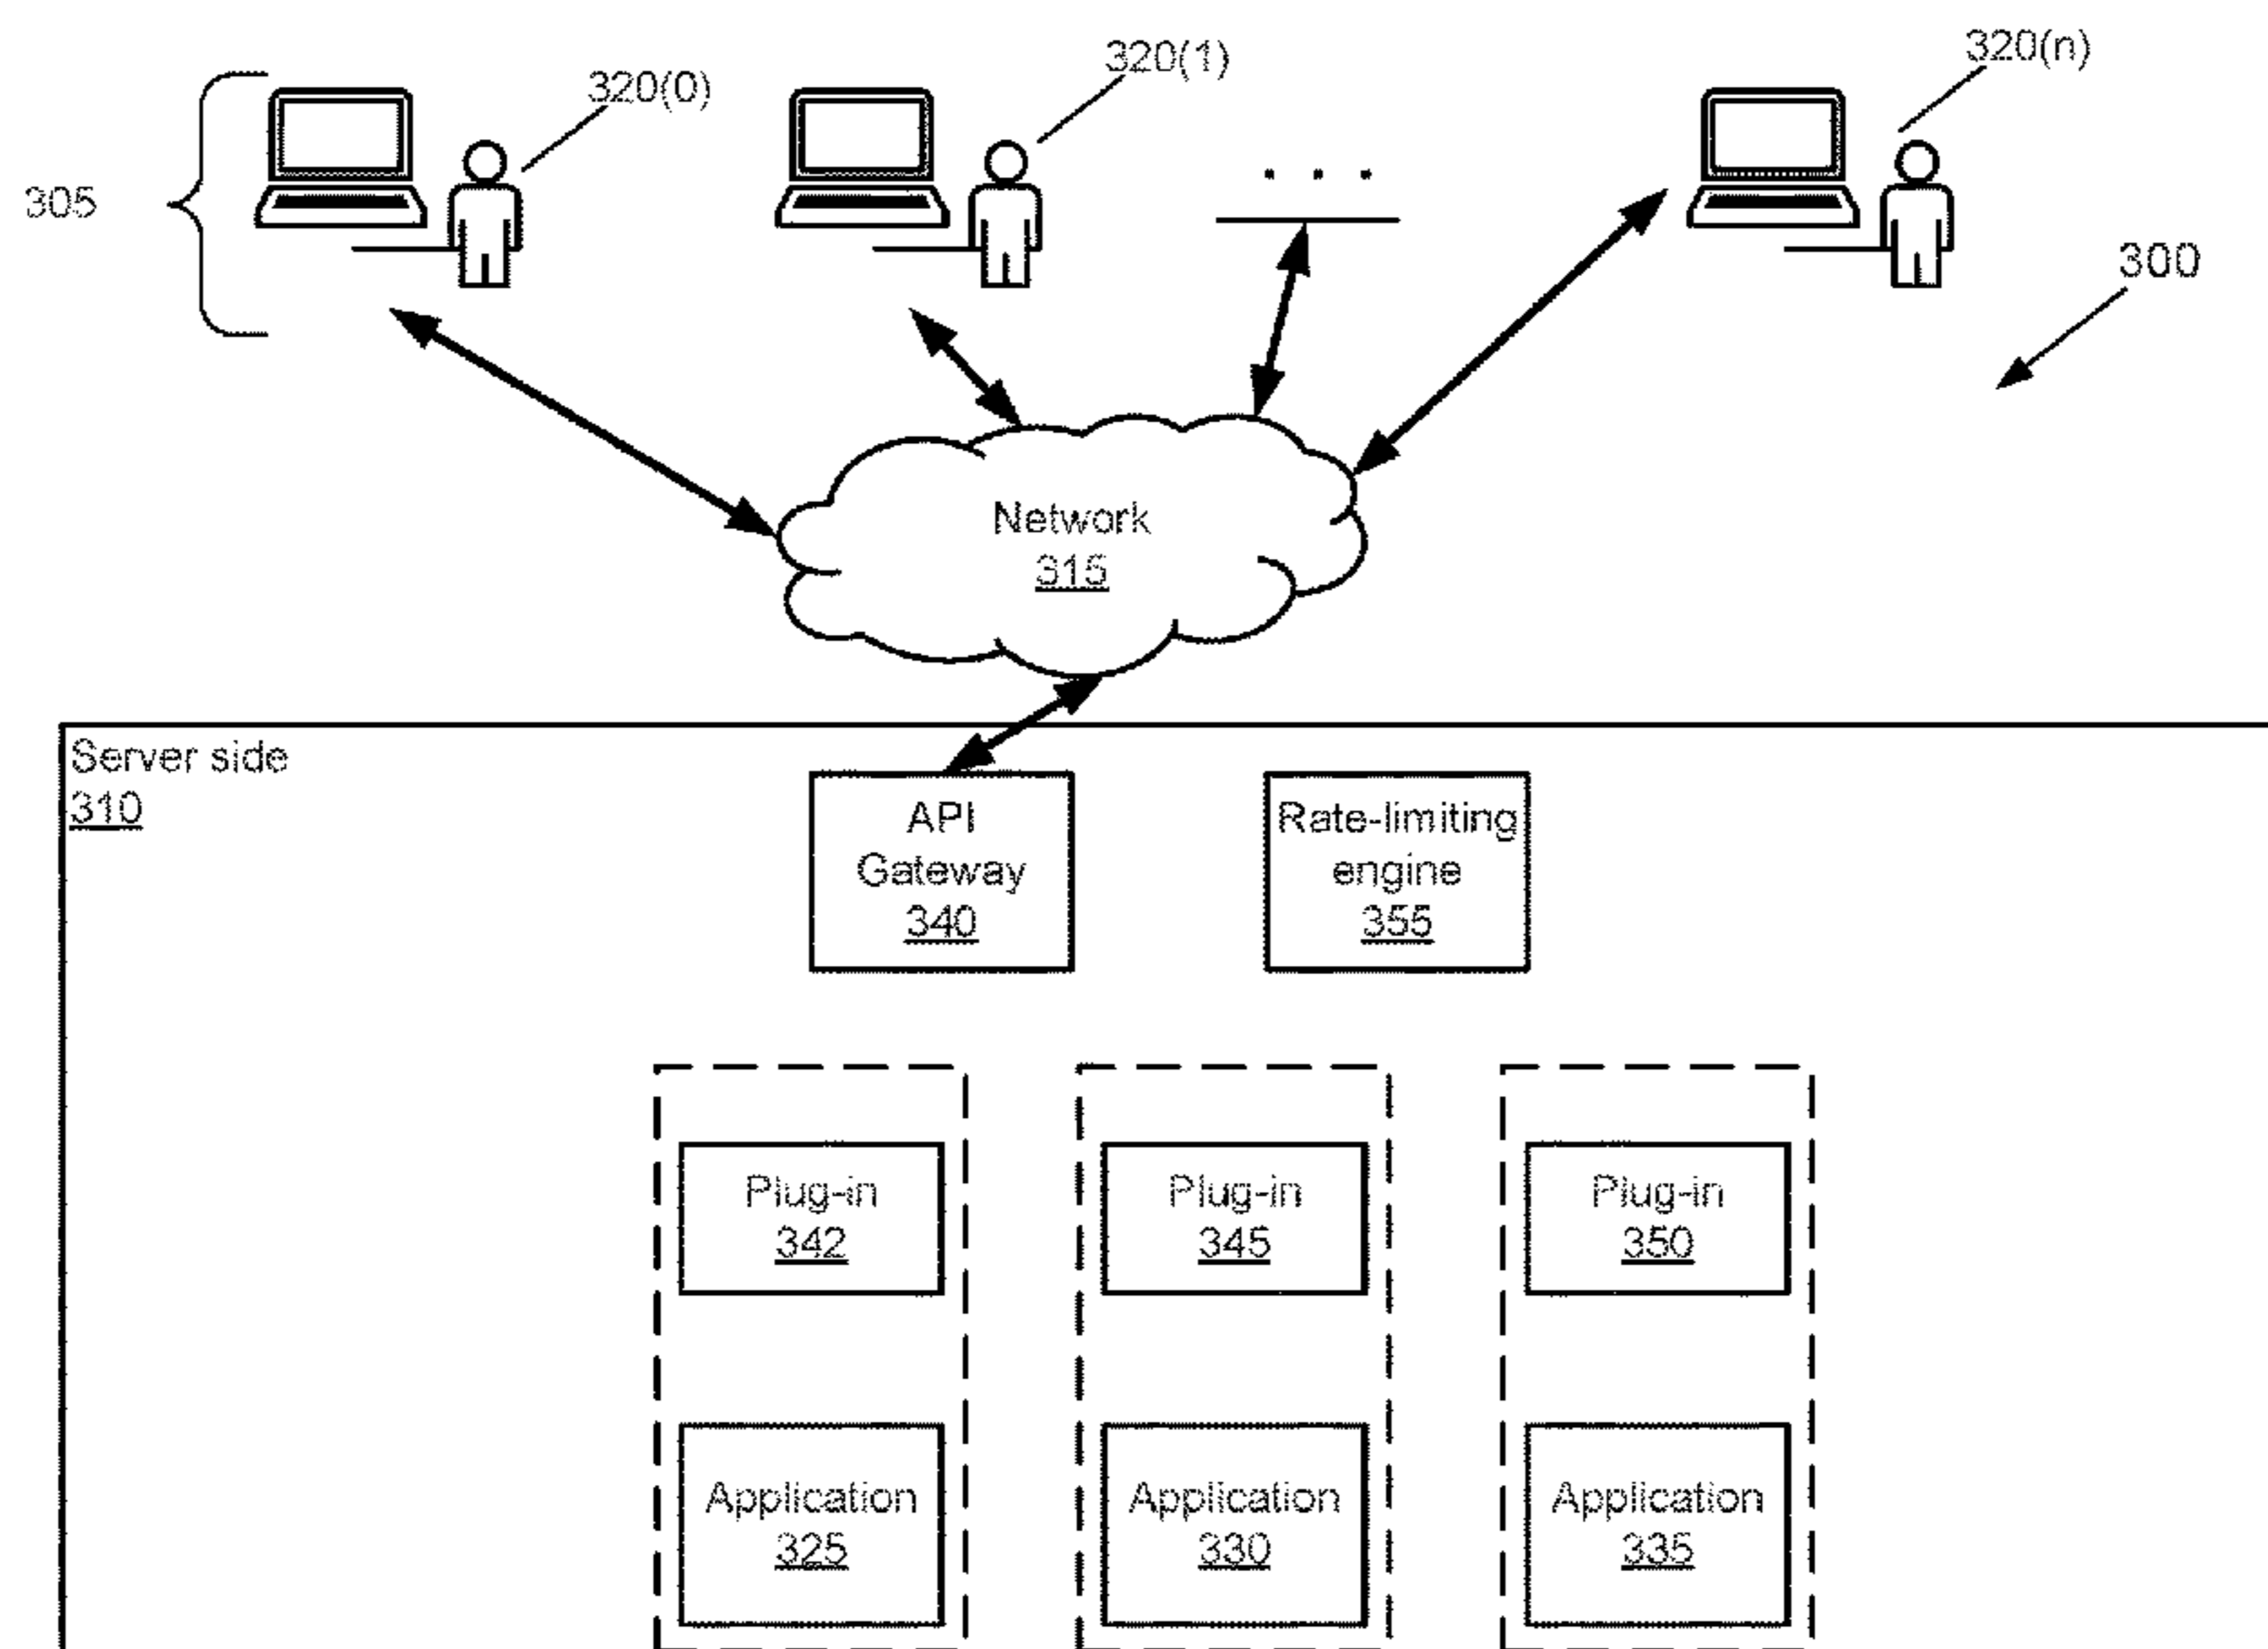 320(0)
320(1)
320(n)
305
300
Network
315
Server side
310
API
Gateway
340
Rate-limiting
engine
355
Plug-in
342
Plug-in
345
Plug-in
350
Application
325
Application
330
Application
335